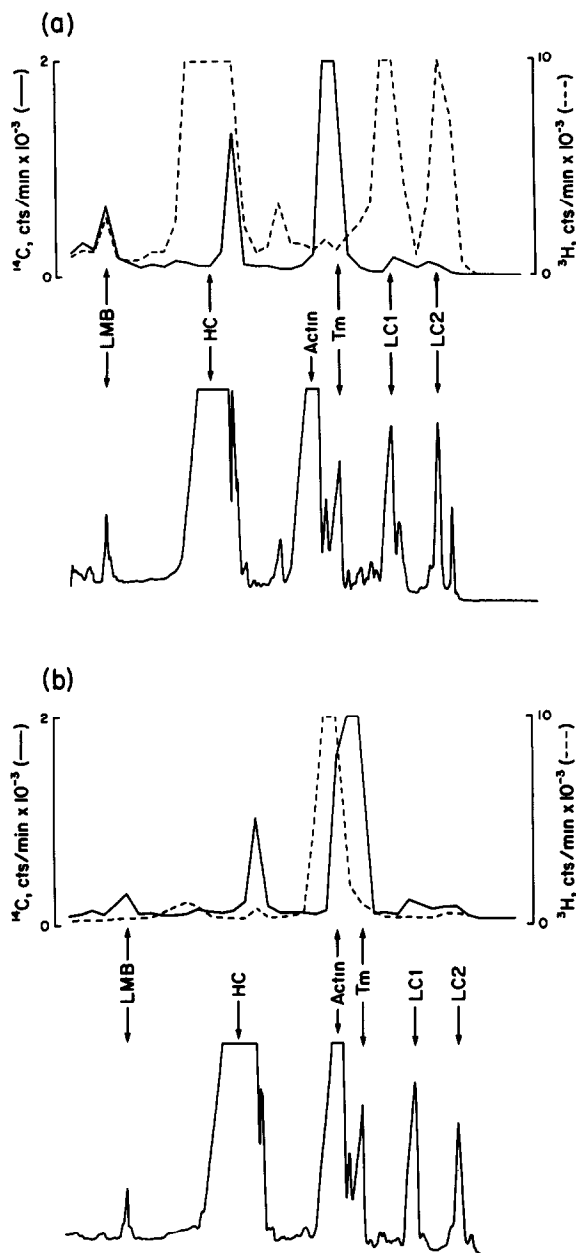 (a)
2
10
¹⁴C, cts/min x 10⁻³ (—)
³H, cts/min x 10⁻³ (---)
0
0
LMB
HC
Actin
Tm
LC1
LC2
(b)
2
10
¹⁴C, cts/min x 10⁻³ (—)
³H, cts/min x 10⁻³ (---)
0
0
LMB
HC
Actin
Tm
LC1
LC2